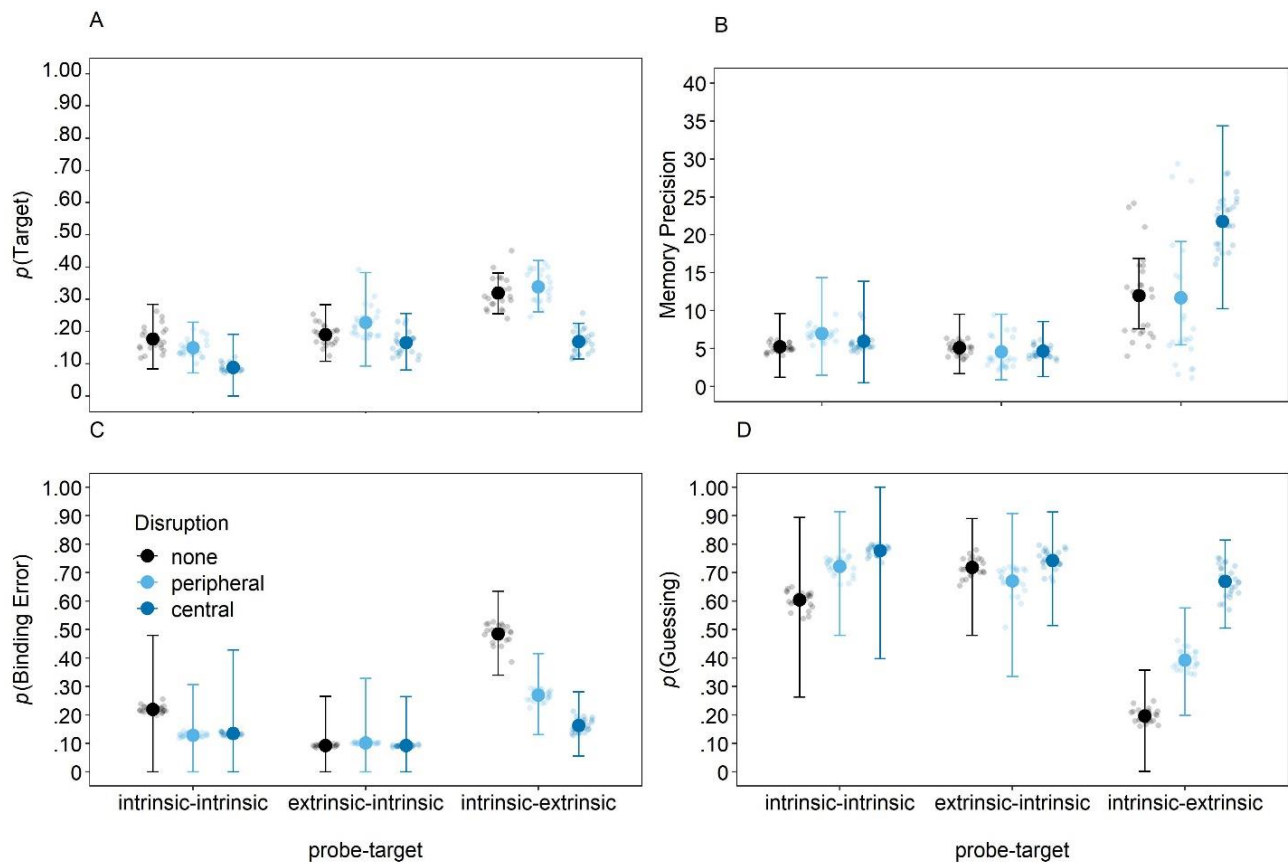 A
p(Target)
1.00
.90
.80
.70
.60
.50
.40
.30
.20
.10
0
B
Memory Precision
40
35
30
25
20
15
10
5
0
C
p(Binding Error)
1.00
.90
.80
.70
.60
.50
.40
.30
.20
.10
0
Disruption
none
peripheral
central
intrinsic-intrinsic extrinsic-intrinsic intrinsic-extrinsic
probe-target
D
p(Guessing)
1.00
.90
.80
.70
.60
.50
.40
.30
.20
.10
0
intrinsic-intrinsic extrinsic-intrinsic intrinsic-extrinsic
probe-target